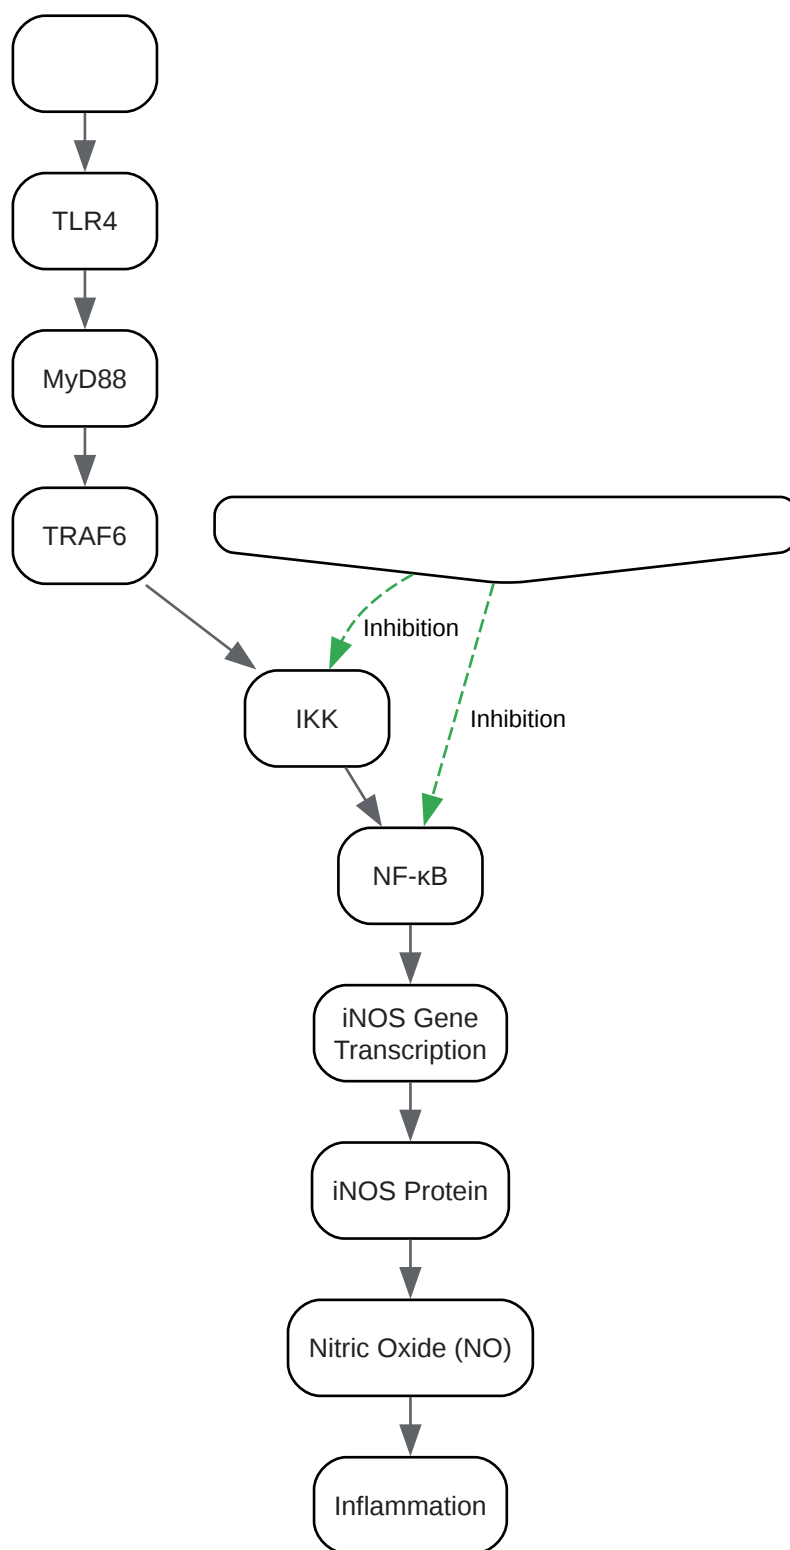 TLR4
MyD88
TRAF6
Inhibition
IKK
Inhibition
NF-κB
iNOS Gene
Transcription
iNOS Protein
Nitric Oxide (NO)
Inflammation